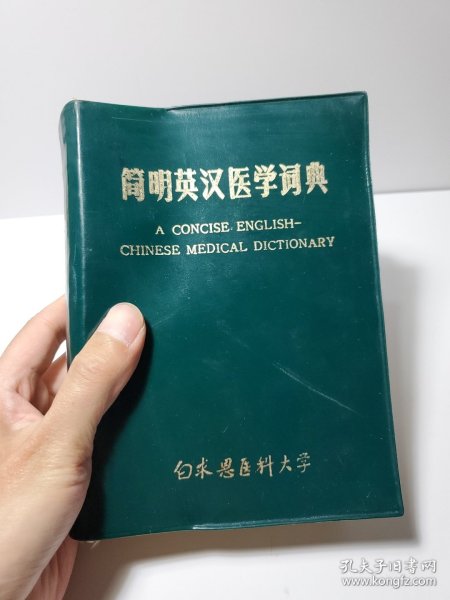 简明英汉医学词典
A CONCISE ENGLISH-
CHINESE MEDICAL DICTIONARY
白求恩医科大学
孔夫子旧书网
www.kongfz.com